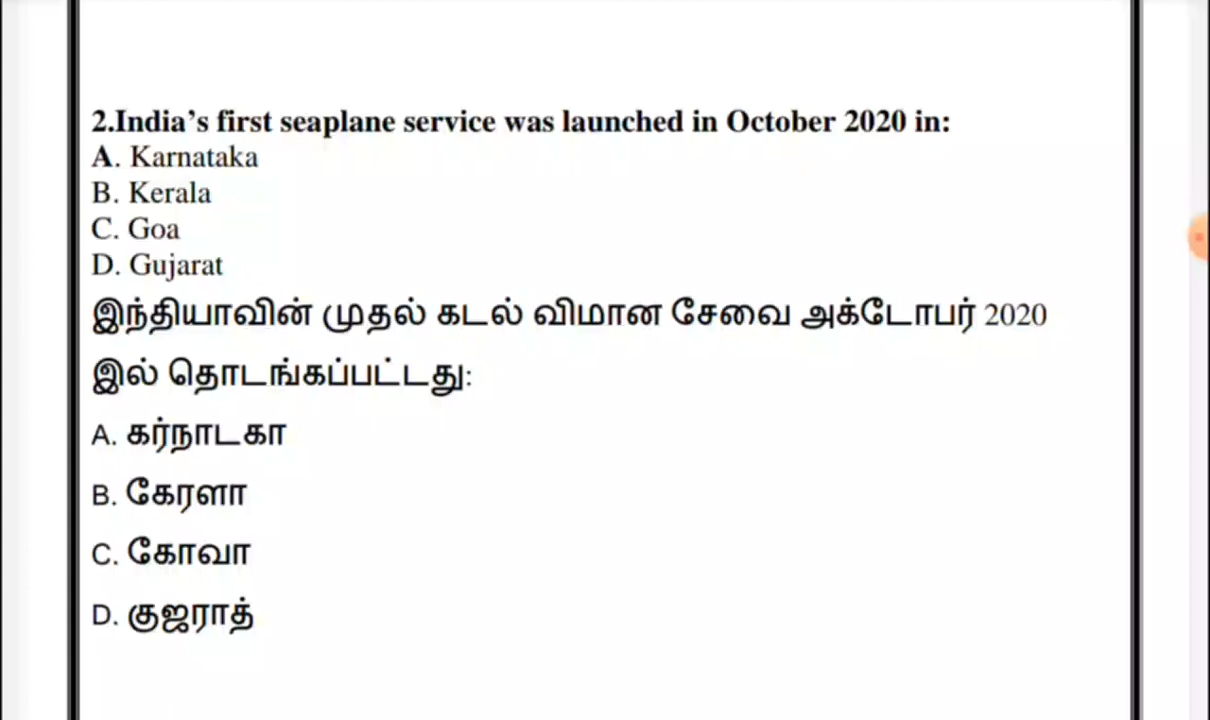 2.India’s first seaplane service was launched in October 2020 in:
A. Karnataka
B. Kerala
C. Goa
D. Gujarat
இந்தியாவின் முதல் கடல் விமான சேவை அக்டோபர் 2020
இல் தொடங்கப்பட்டது:
A. கர்நாடகா
B. கேரளா
C. கோவா
D. குஜராத்